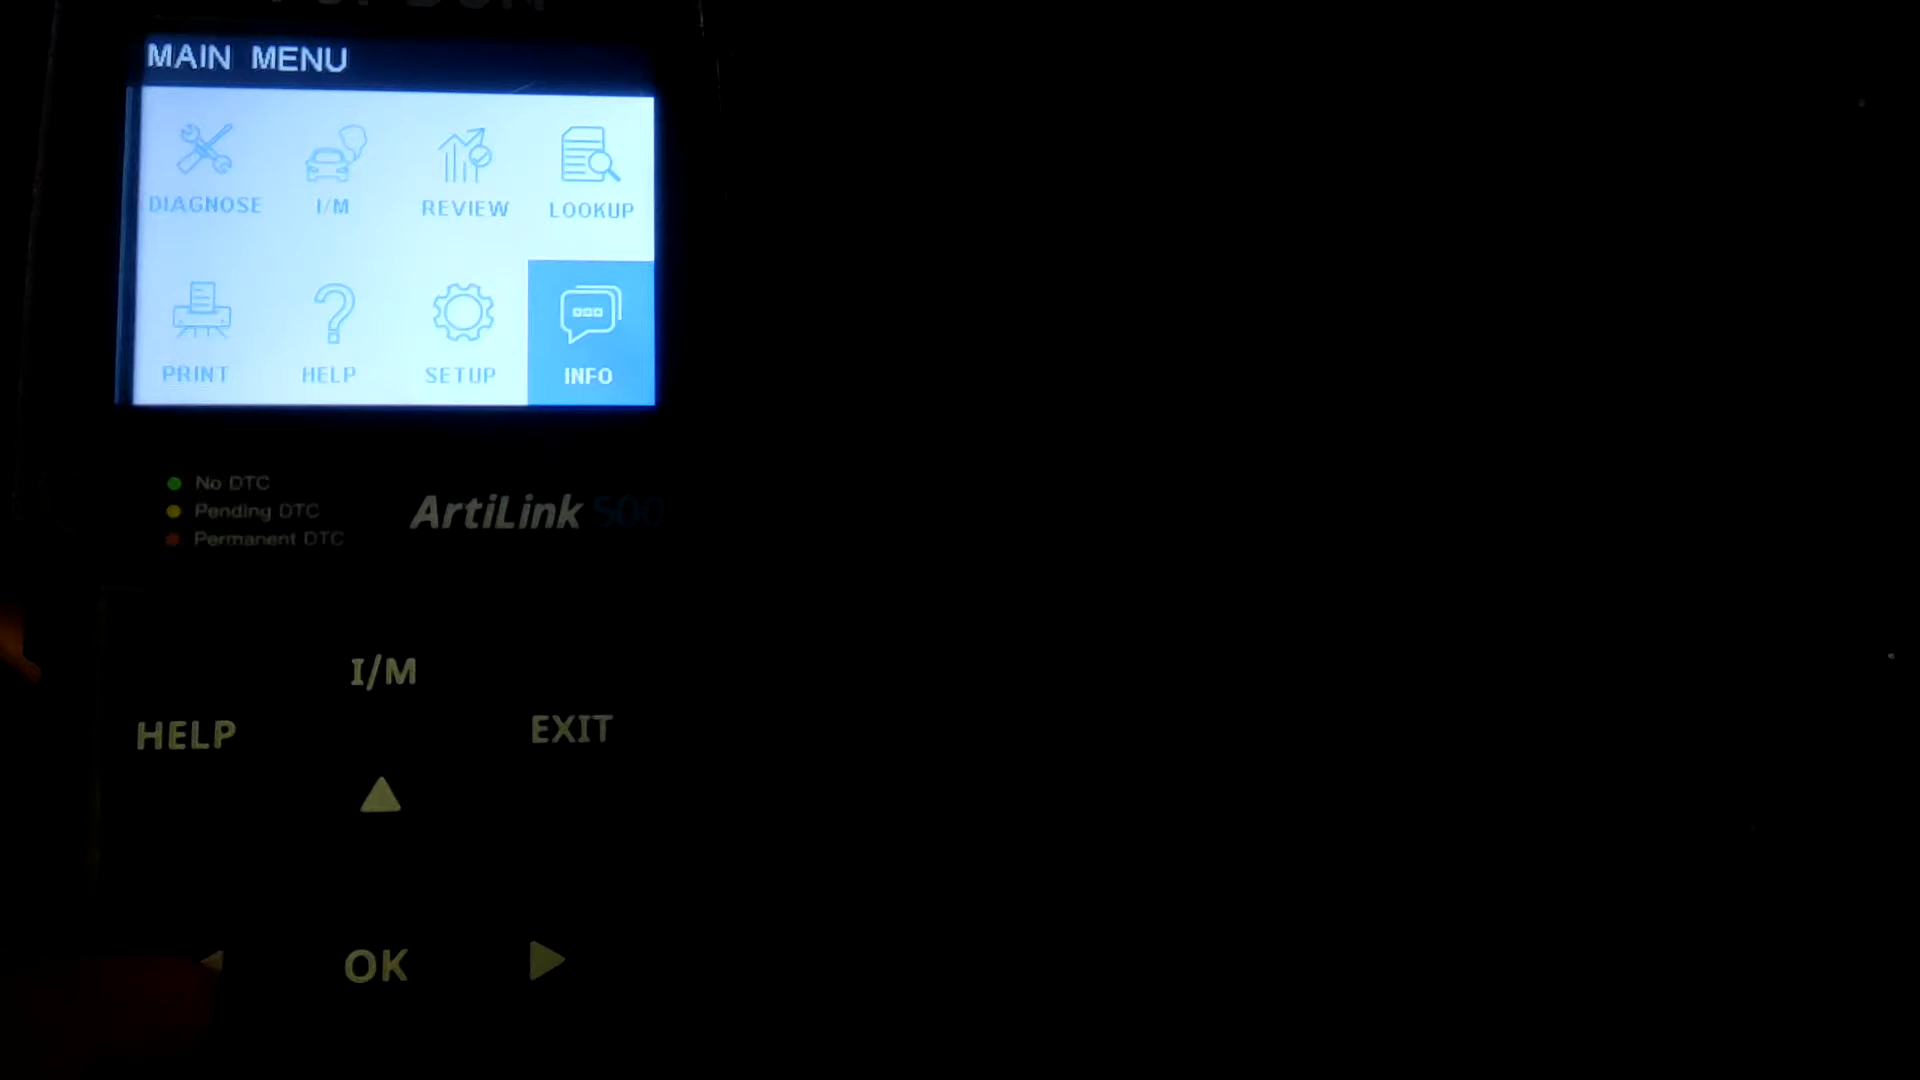 MAIN MENU
DIAGNOSE I/M REVIEW LOOKUP
PRINT HELP SETUP INFO
No DTC
Pending DTC
Permanent DTC
ArtiLink 500
I/M
HELP EXIT
OK